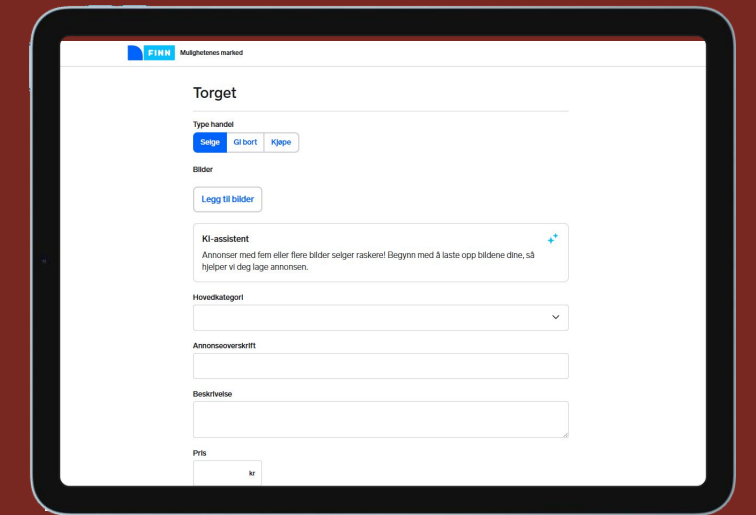 FINN Mulighetenes marked
Torget
Type handel
Selge Gi bort Kjøpe
Bilder
Legg til bilder
KI-assistent
Annonser med fem eller flere bilder selger raskere! Begynn med å laste opp bildene dine, så
hjelper vi deg lage annonsen.
Hovedkategori
Annonseoverskrift
Beskrivelse
Pris
kr